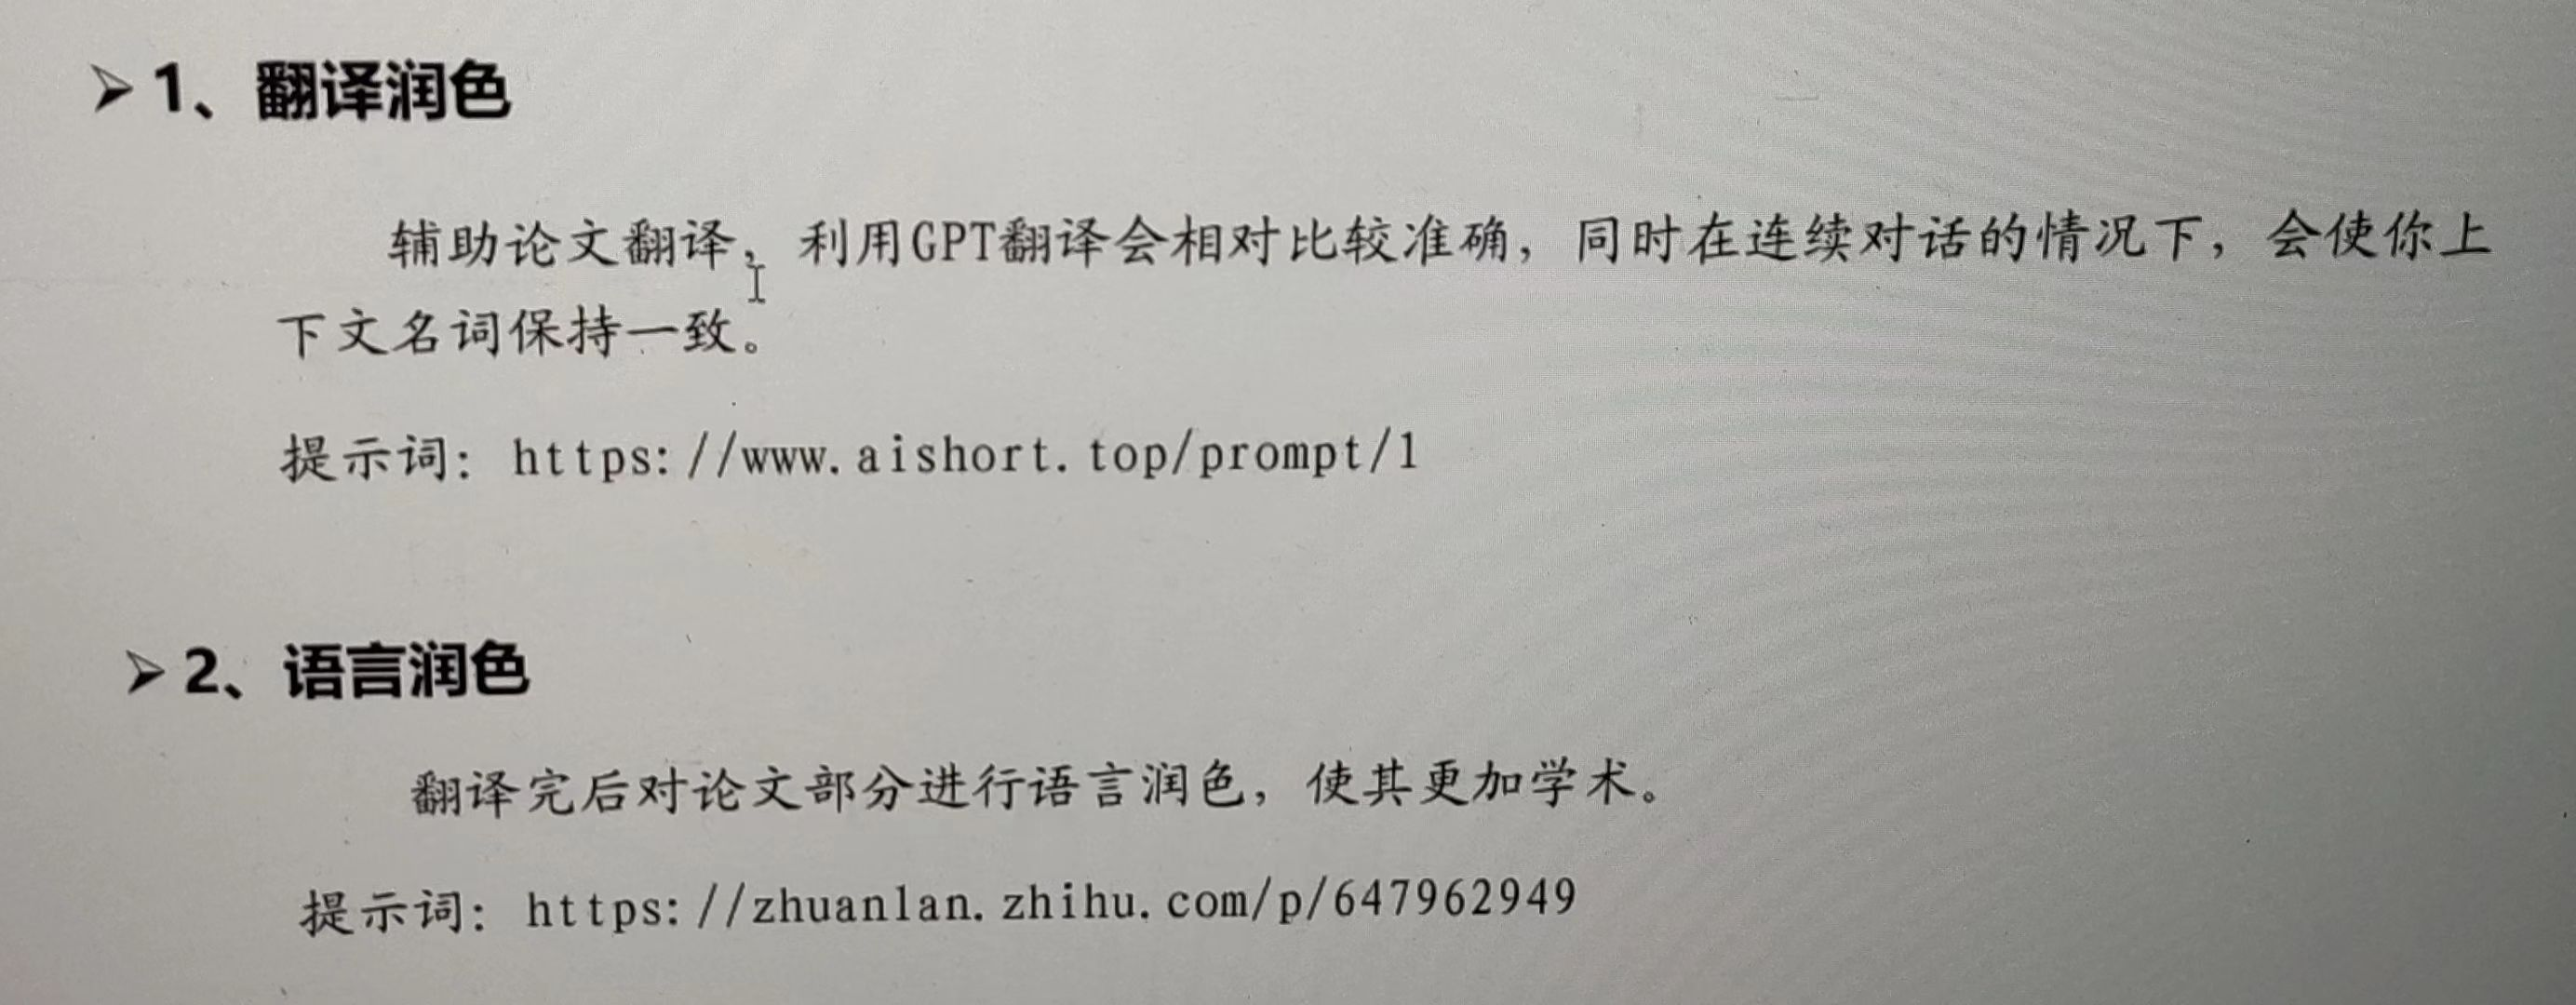 ➢ 1、翻译润色
辅助论文翻译，利用GPT翻译会相对比较准确，同时在连续对话的情况下，会使你上
下文名词保持一致。
提示词：https://www.aishort.top/prompt/1
➢ 2、语言润色
翻译完后对论文部分进行语言润色，使其更加学术。
提示词：https://zhuanlan.zhihu.com/p/647962949